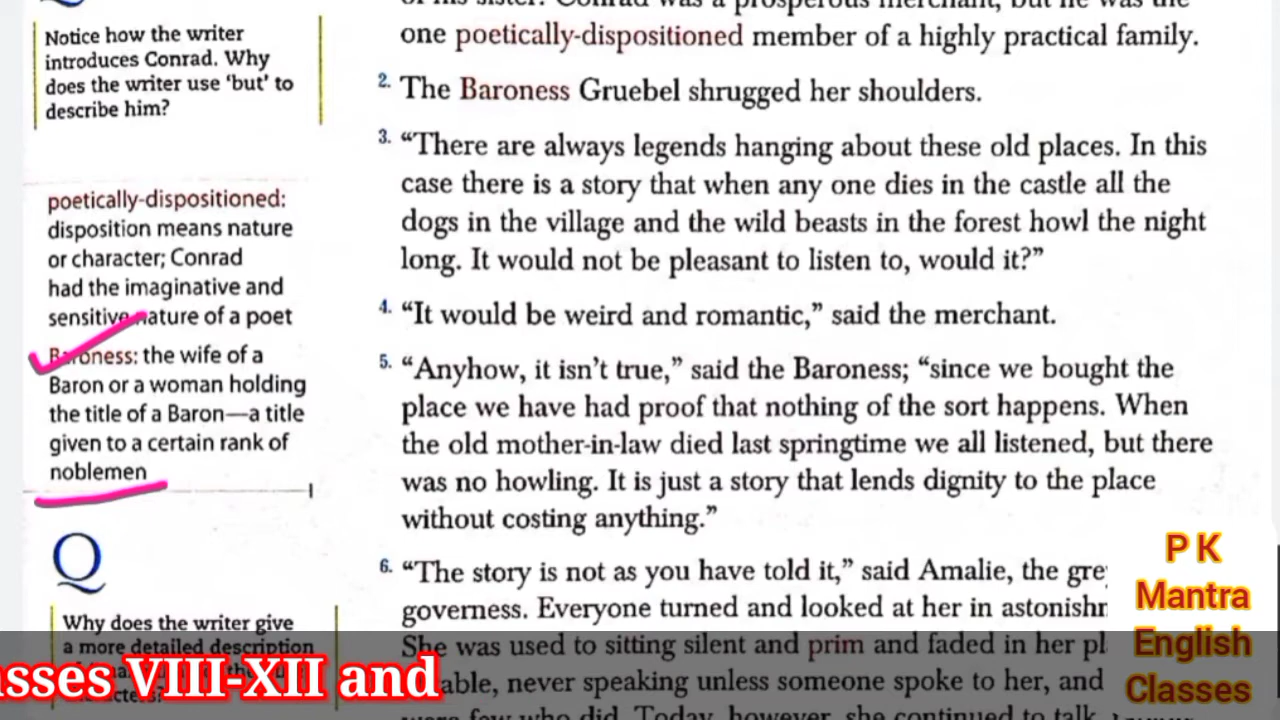 Notice how the writer
introduces Conrad. Why
does the writer use ‘but’ to
describe him?
poetically-dispositioned:
disposition means nature
or character; Conrad
had the imaginative and
sensitive nature of a poet
Baroness: the wife of a
Baron or a woman holding
the title of a Baron—a title
given to a certain rank of
noblemen
Q
Why does the writer give
a more detailed description
of his sister. Conrad was a prosperous merchant, but he was the
one poetically-dispositioned member of a highly practical family.
2. The Baroness Gruebel shrugged her shoulders.
3. “There are always legends hanging about these old places. In this
case there is a story that when any one dies in the castle all the
dogs in the village and the wild beasts in the forest howl the night
long. It would not be pleasant to listen to, would it?”
4. “It would be weird and romantic,” said the merchant.
5. “Anyhow, it isn’t true,” said the Baroness; “since we bought the
place we have had proof that nothing of the sort happens. When
the old mother-in-law died last springtime we all listened, but there
was no howling. It is just a story that lends dignity to the place
without costing anything.”
6. “The story is not as you have told it,” said Amalie, the gre
governess. Everyone turned and looked at her in astonish
She was used to sitting silent and prim and faded in her pl
able, never speaking unless someone spoke to her, and
were few who did. Today, however, she continued to talk
P K
Mantra
English
Classes
asses VIII-XII and